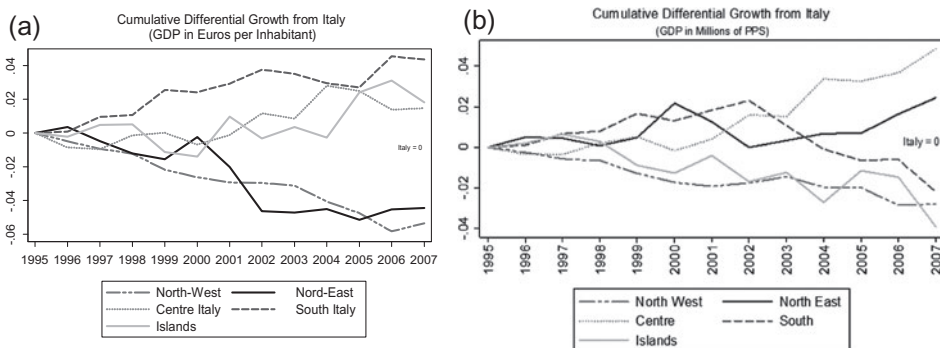 (a)
Cumulative Differential Growth from Italy
(GDP in Euros per Inhabitant)
.04
.02
0
-.02
-.04
-.06
Italy = 0
1995 1996 1997 1998 1999 2000 2001 2002 2003 2004 2005 2006 2007
North-West
Nord-East
Centre Italy
South Italy
Islands
(b)
Cumulative Differential Growth from Italy
(GDP in Millions of PPS)
.04
.02
0
-.02
-.04
Italy = 0
1995 1996 1997 1998 1999 2000 2001 2002 2003 2004 2005 2006 2007
North West
North East
Centre
South
Islands